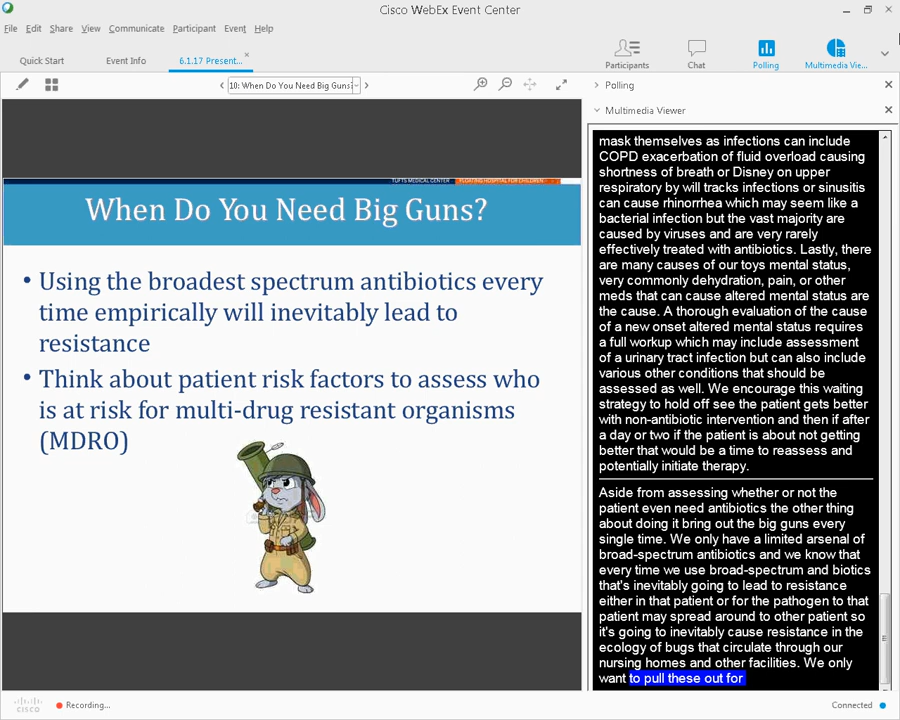 Cisco WebEx Event Center
File Edit Share View Communicate Participant Event Help
Quick Start Event Info 6.1.17 Present...
Participants Chat Polling Multimedia Vie...
10: When Do You Need Big Guns?
Polling
Multimedia Viewer
TUFTS MEDICAL CENTER FLOATING HOSPITAL FOR CHILDREN
When Do You Need Big Guns?
• Using the broadest spectrum antibiotics every
time empirically will inevitably lead to
resistance
• Think about patient risk factors to assess who
is at risk for multi-drug resistant organisms
(MDRO)
mask themselves as infections can include
COPD exacerbation of fluid overload causing
shortness of breath or Disney on upper
respiratory by will tracks infections or sinusitis
can cause rhinorrhea which may seem like a
bacterial infection but the vast majority are
caused by viruses and are very rarely
effectively treated with antibiotics. Lastly, there
are many causes of our toys mental status,
very commonly dehydration, pain, or other
meds that can cause altered mental status are
the cause. A thorough evaluation of the cause
of a new onset altered mental status requires
a full workup which may include assessment
of a urinary tract infection but can also include
various other conditions that should be
assessed as well. We encourage this waiting
strategy to hold off see the patient gets better
with non-antibiotic intervention and then if after
a day or two if the patient is about not getting
better that would be a time to reassess and
potentially initiate therapy.
Aside from assessing whether or not the
patient even need antibiotics the other thing
about doing it bring out the big guns every
single time. We only have a limited arsenal of
broad-spectrum antibiotics and we know that
every time we use broad-spectrum and biotics
that's inevitably going to lead to resistance
either in that patient or for the pathogen to that
patient may spread around to other patient so
it's going to inevitably cause resistance in the
ecology of bugs that circulate through our
nursing homes and other facilities. We only
want to pull these out for
cisco
Recording...
Connected